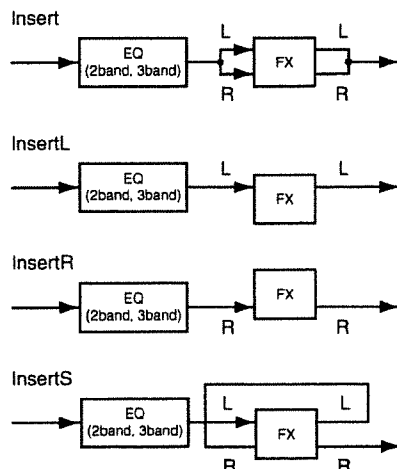 Insert
L L
EQ
(2band, 3band)
FX
R R
InsertL
L L
EQ
(2band, 3band)
FX
InsertR
EQ
(2band, 3band)
FX
R R
InsertS
L L
EQ
(2band, 3band)
FX
R R